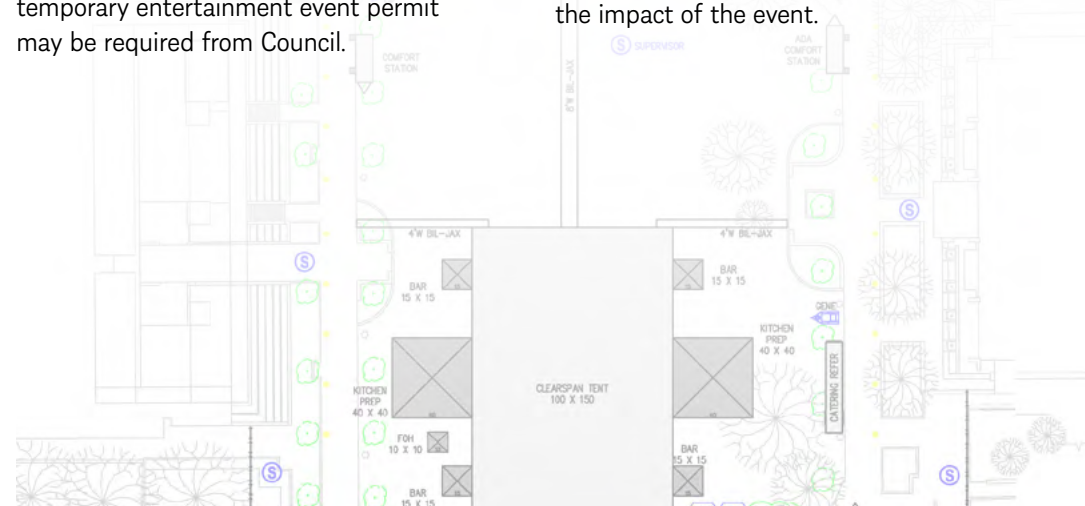 temporary entertainment event permit
may be required from Council.
the impact of the event.
S SUPERVISOR
COMFORT
STATION
ADA
COMFORT
STATION
8'W BIL-JAX
4'W BIL-JAX
4'W BIL-JAX
S
S
BAR
15 X 15
BAR
15 X 15
GENIE
KITCHEN
PREP
40 X 40
CLEARSPAN TENT
100 X 150
CATERING REFER
KITCHEN
PREP
40 X 40
FOH
10 X 10
BAR
15 X 15
S
S
BAR
15 X 15